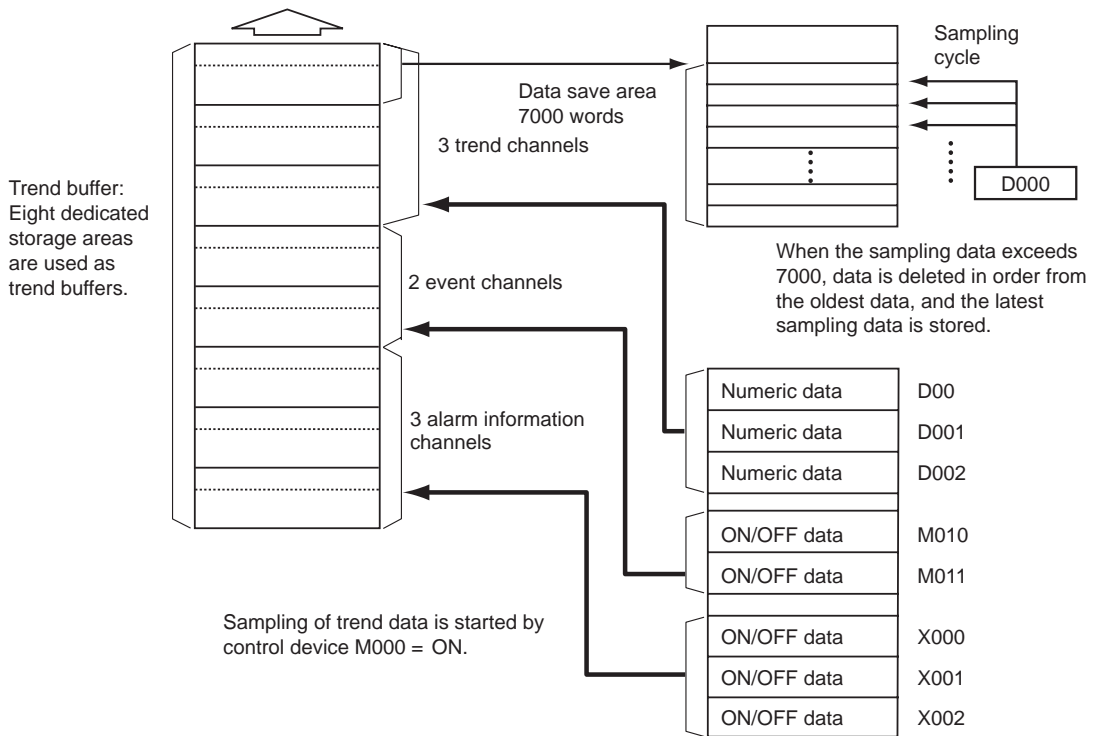 Sampling
cycle
Data save area
7000 words
3 trend channels
D000
Trend buffer:
Eight dedicated
storage areas
are used as
trend buffers.
When the sampling data exceeds
7000, data is deleted in order from
the oldest data, and the latest
sampling data is stored.
2 event channels
3 alarm information
channels
Numeric data D00
Numeric data D001
Numeric data D002
ON/OFF data M010
ON/OFF data M011
ON/OFF data X000
ON/OFF data X001
ON/OFF data X002
Sampling of trend data is started by
control device M000 = ON.